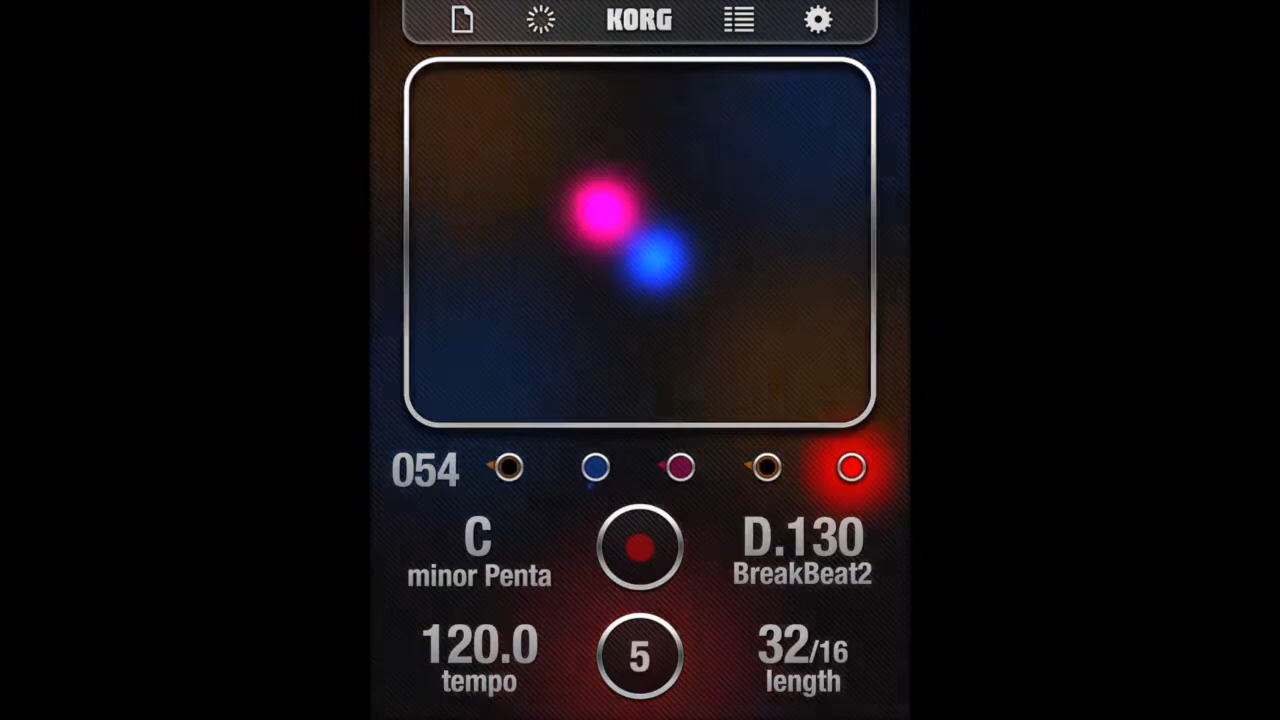 KORG
054
C
minor Penta
D.130
BreakBeat2
120.0
tempo
5
32/16
length